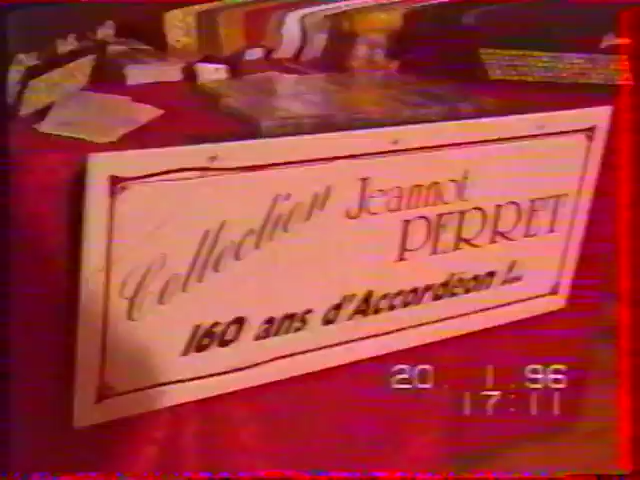 Collection Jeannot
PERRET
160 ans d'Accordéon !...
20. 1.96
17:11